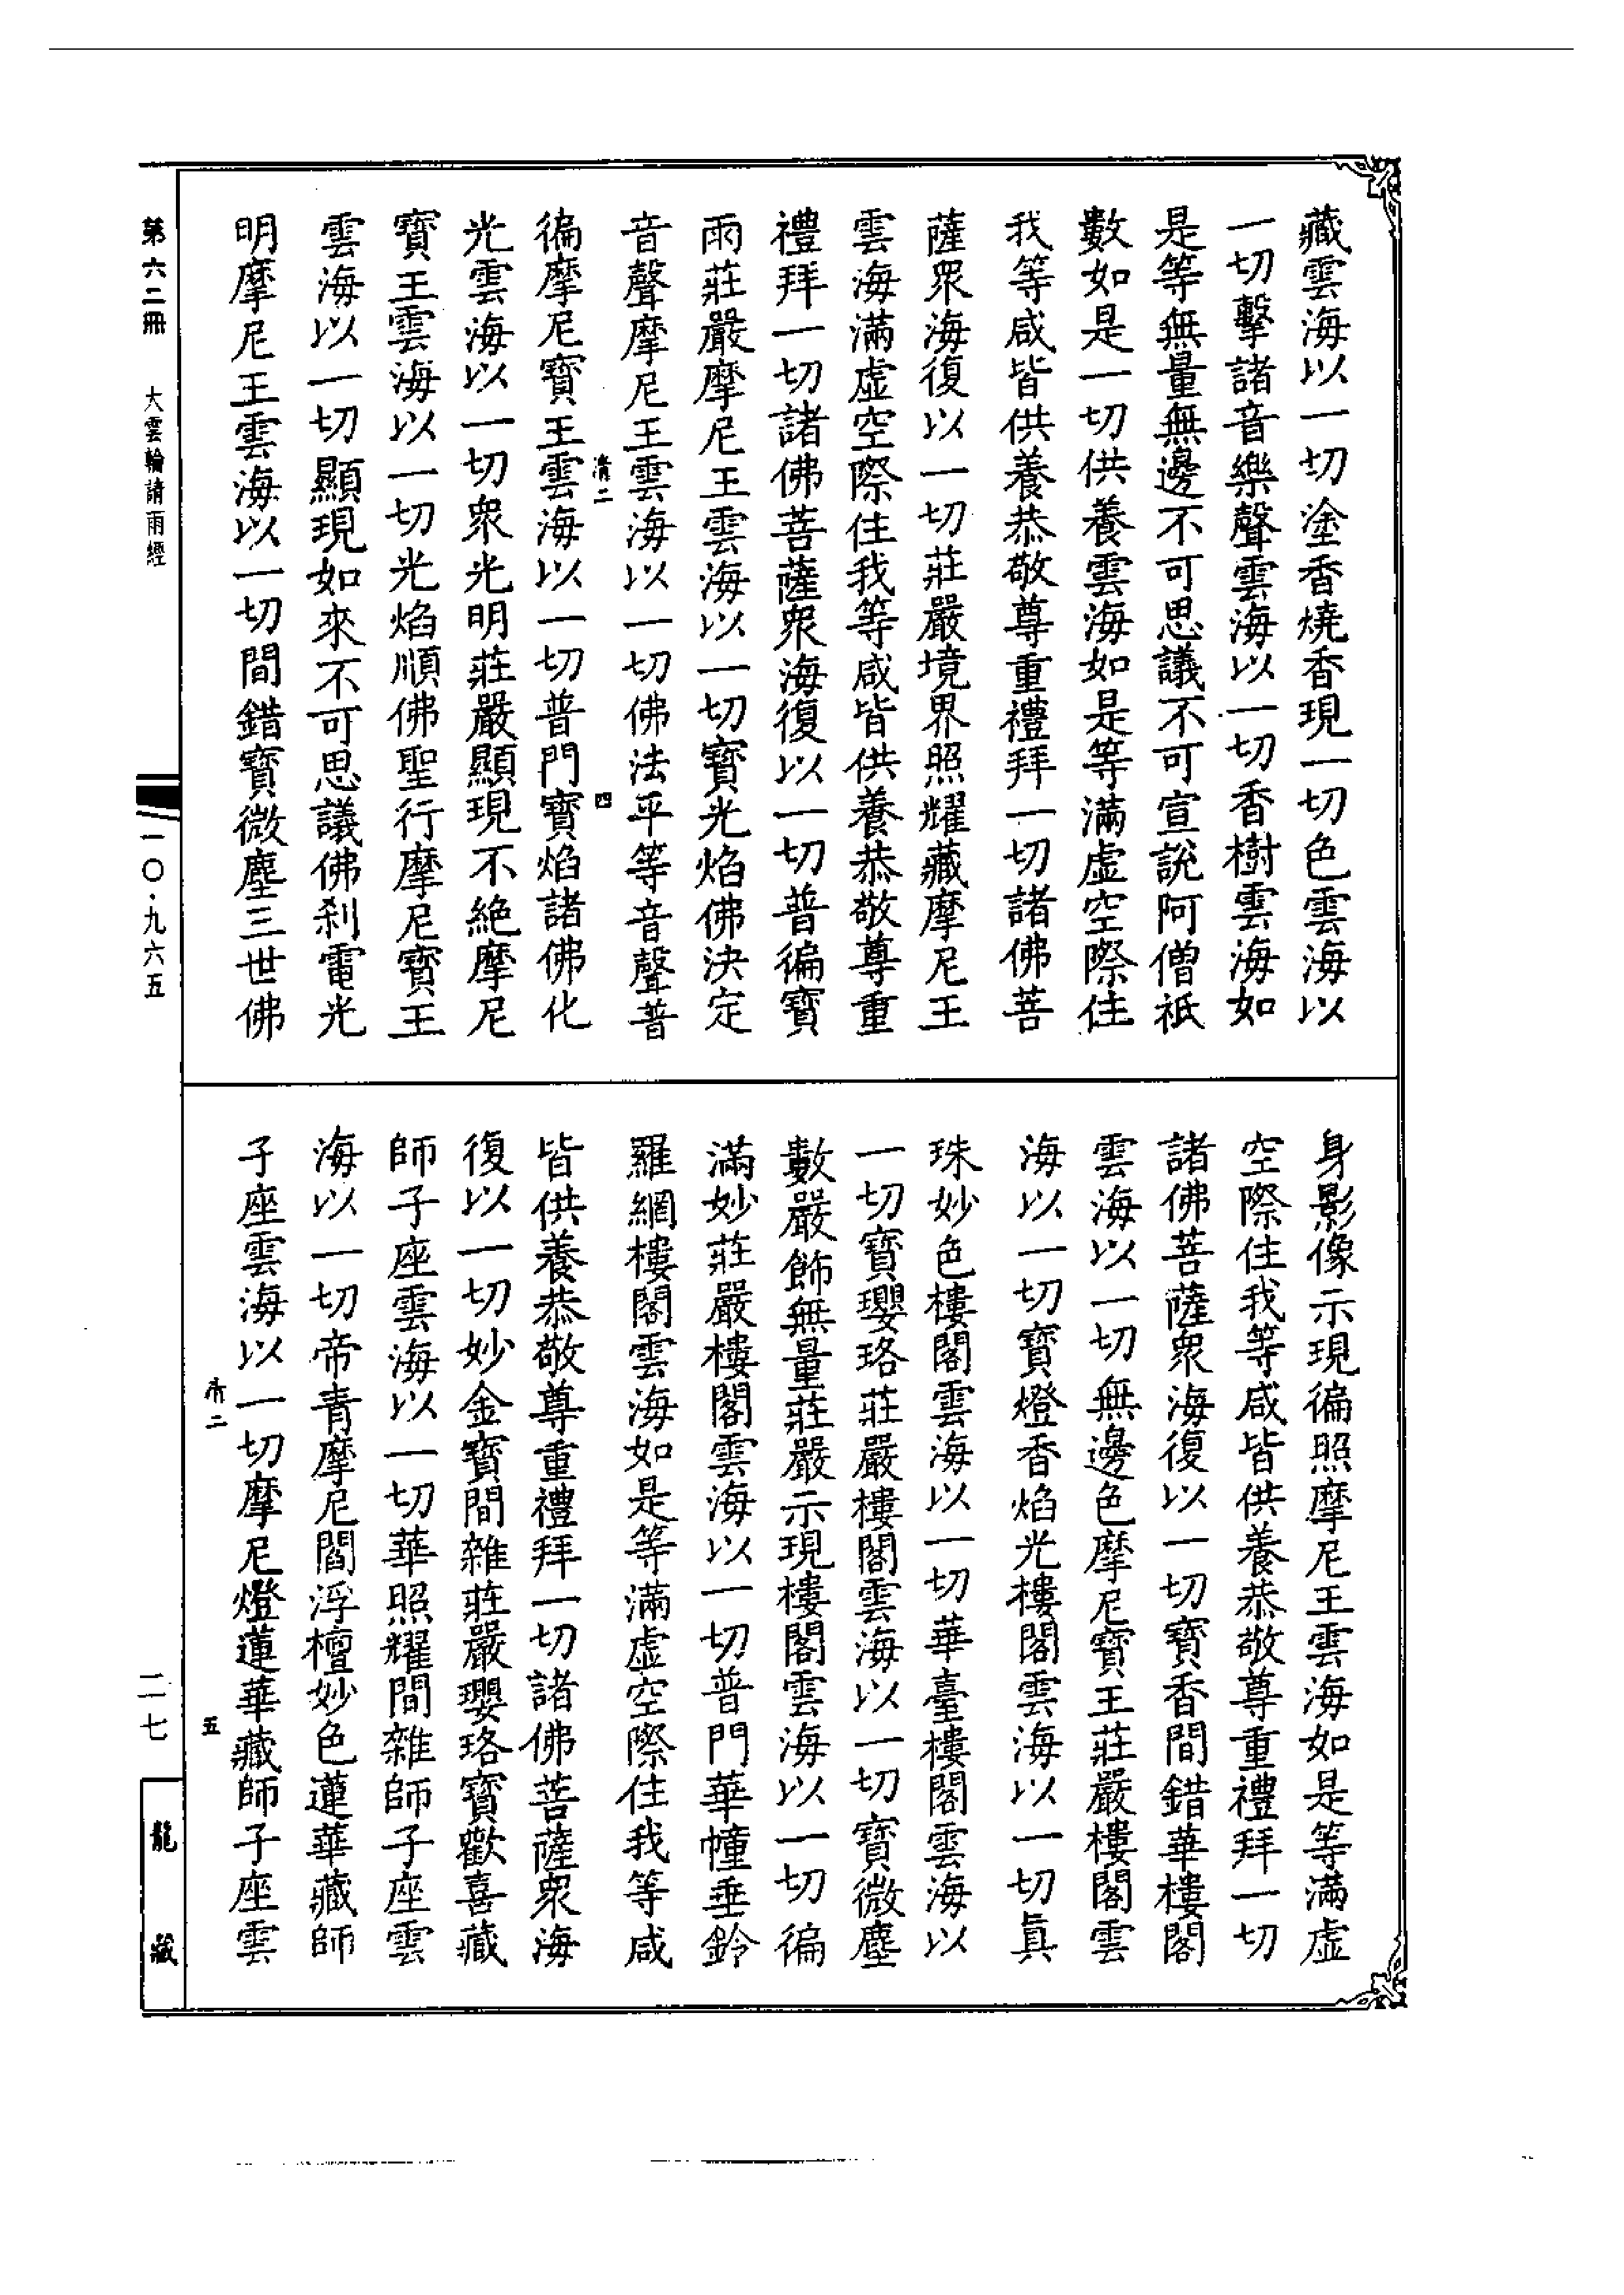 藏雲海以一切塗香燒香現一切色雲海以
一切擊諸音樂聲雲海以一切香樹雲海如
是等無量無邊不可思議不可宣說阿僧祇
數如是一切供養雲海如是等滿虛空際住
我等咸皆供養恭敬尊重禮拜一切諸佛菩
薩眾海復以一切莊嚴境界照耀藏摩尼王
雲海滿虛空際住我等咸皆供養恭敬尊重
禮拜一切諸佛菩薩眾海復以一切普徧寶
雨莊嚴摩尼王雲海以一切寶光焰佛決定
音聲摩尼王雲海以一切佛法平等音聲普
清二
四
徧摩尼寶王雲海以一切普門寶焰諸佛化
光雲海以一切眾光明莊嚴顯現不絕摩尼
寶王雲海以一切光焰順佛聖行摩尼寶王
雲海以一切顯現如來不可思議佛刹電光
明摩尼王雲海以一切間錯寶微塵三世佛
身影像示現徧照摩尼王雲海如是等滿虛
空際住我等咸皆供養恭敬尊重禮拜一切
諸佛菩薩眾海復以一切寶香間錯華樓閣
雲海以一切無邊色摩尼寶王莊嚴樓閣雲
海以一切寶燈香焰光樓閣雲海以一切真
珠妙色樓閣雲海以一切華臺樓閣雲海以
一切寶瓔珞莊嚴樓閣雲海以一切寶微塵
數嚴飾無量莊嚴示現樓閣雲海以一切徧
滿妙莊嚴樓閣雲海以一切普門華幢垂鈴
羅網樓閣雲海如是等滿虛空際住我等咸
皆供養恭敬尊重禮拜一切諸佛菩薩眾海
復以一切妙金寶間雜莊嚴瓔珞寶歡喜藏
師子座雲海以一切華照耀間雜師子座雲
海以一切帝青摩尼閻浮檀妙色蓮華藏師
子座雲海以一切摩尼燈蓮華藏師子座雲
清二
五
第六二冊 大雲輪請雨經
一〇·九六五
二七
龍藏